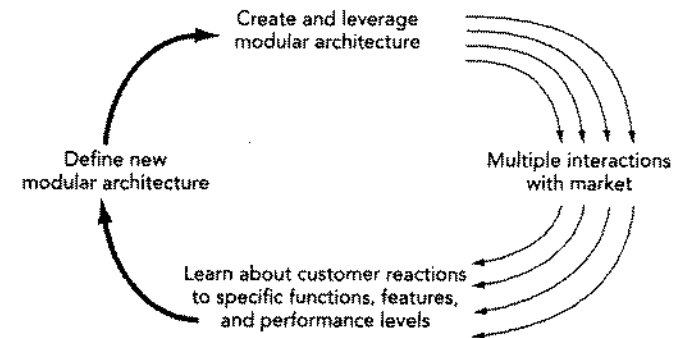 Create and leverage
modular architecture
Define new
modular architecture
Multiple interactions
with market
Learn about customer reactions
to specific functions, features,
and performance levels